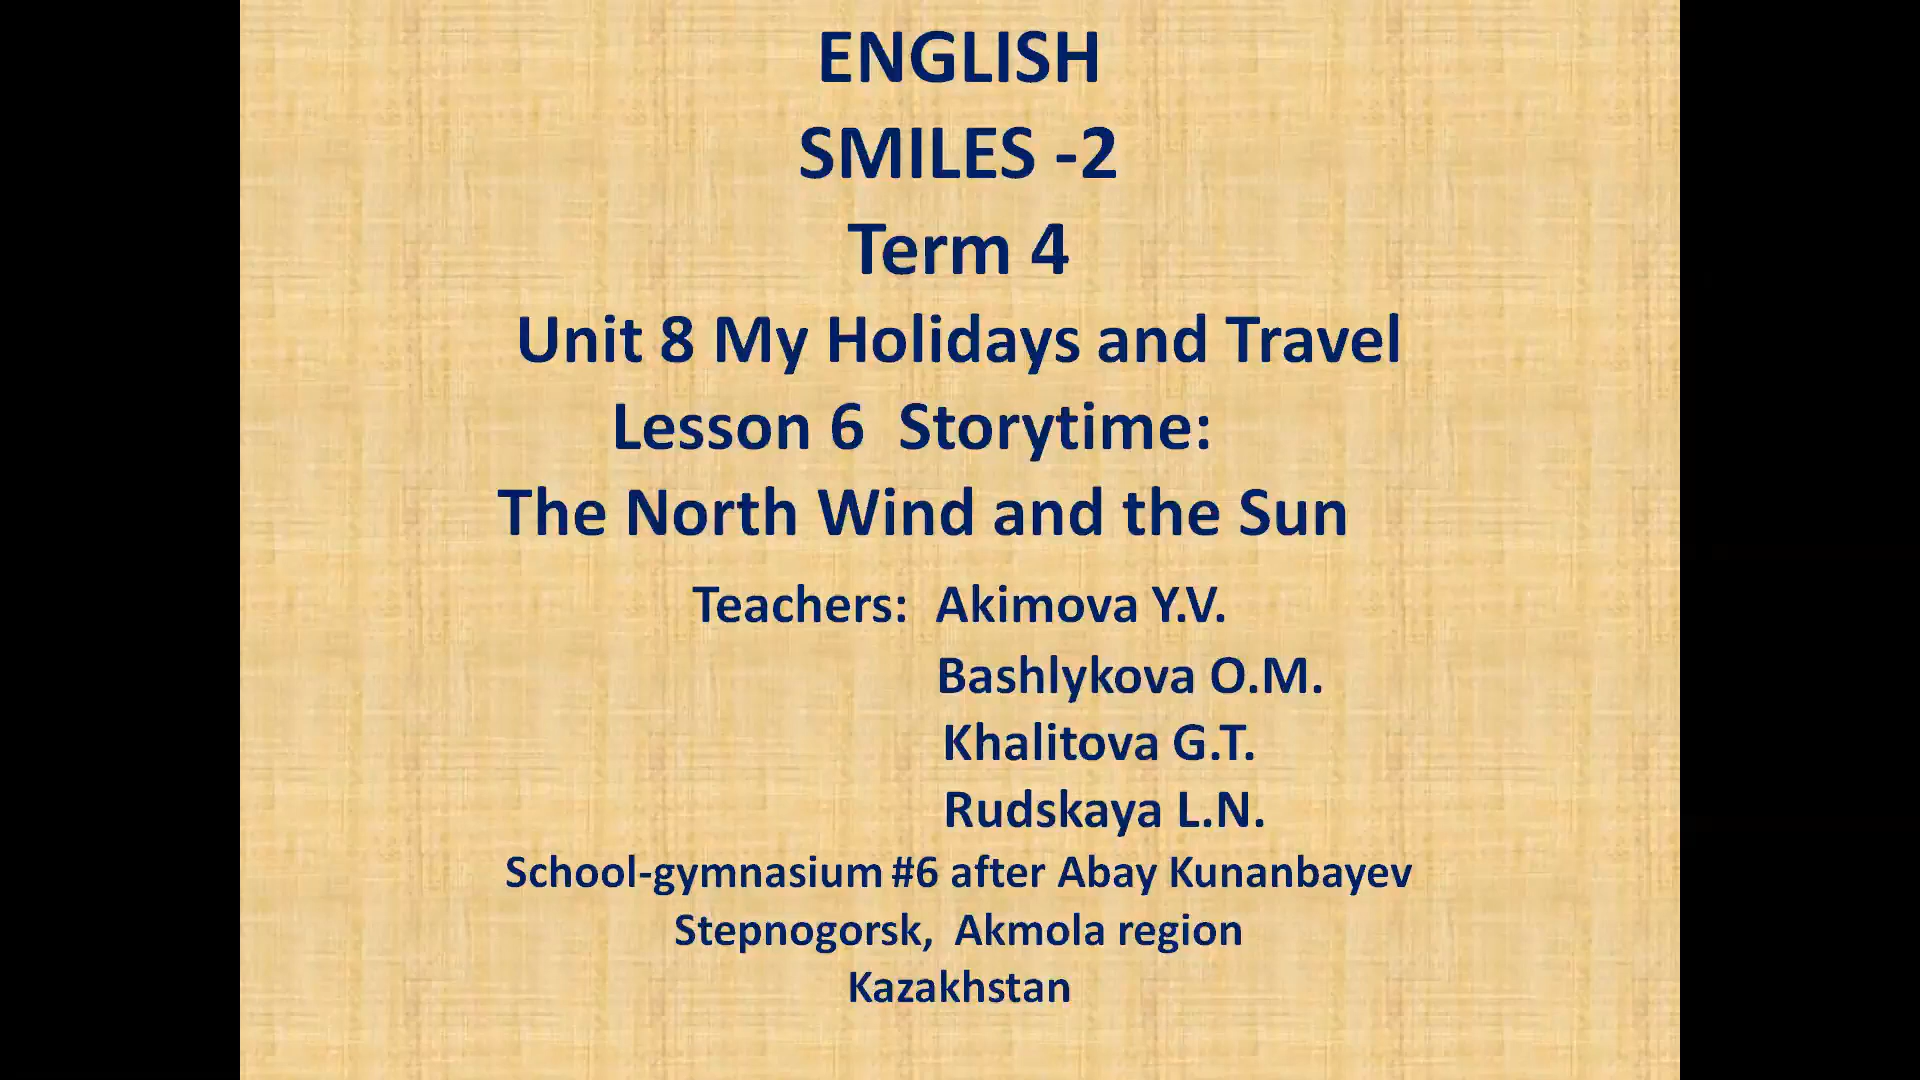 ENGLISH
SMILES -2
Term 4
Unit 8 My Holidays and Travel
Lesson 6 Storytime:
The North Wind and the Sun
Teachers: Akimova Y.V.
Bashlykova O.M.
Khalitova G.T.
Rudskaya L.N.
School-gymnasium #6 after Abay Kunanbayev
Stepnogorsk, Akmola region
Kazakhstan